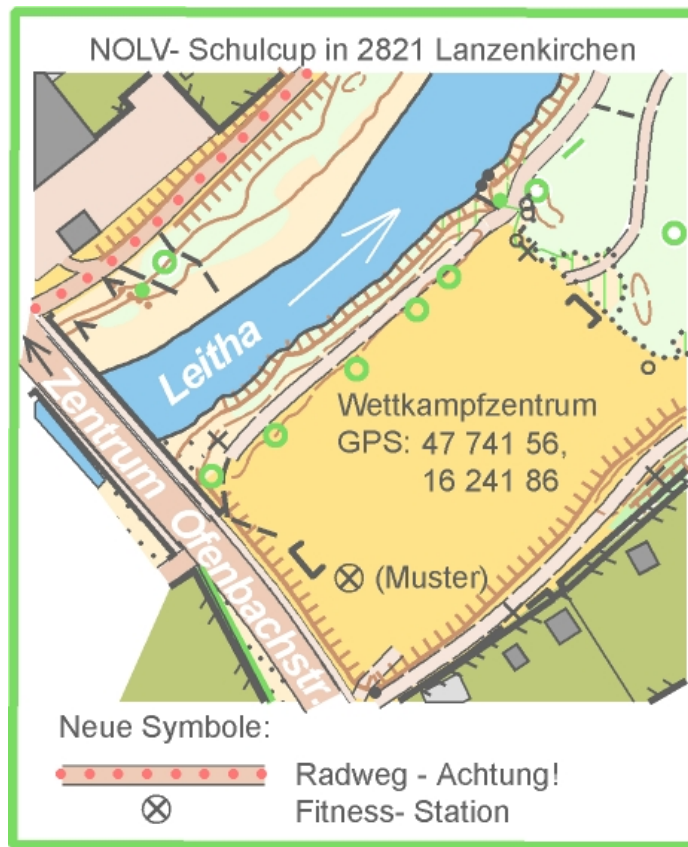 NOLV- Schulcup in 2821 Lanzenkirchen
Leitha
Zentrum
Wettkampfzentrum
GPS: 47 741 56,
16 241 86
Ofenbachstr.
(Muster)
Neue Symbole:
Radweg - Achtung!
Fitness- Station